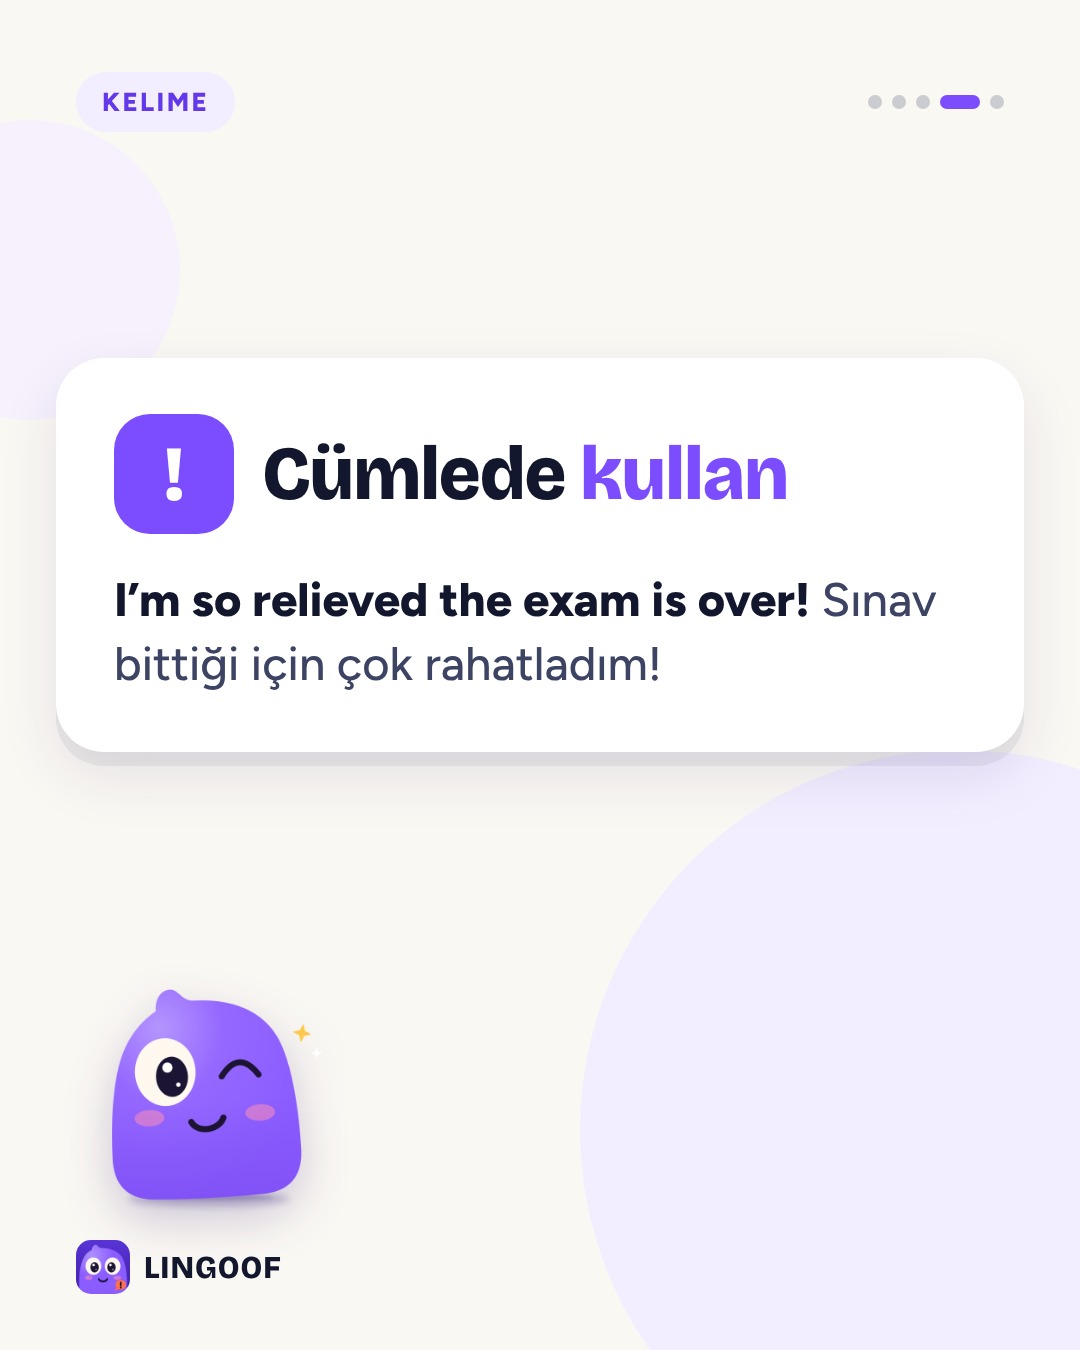 KELIME
! Cümlede kullan
I’m so relieved the exam is over! Sınav
bittiği için çok rahatladım!
LINGOOF